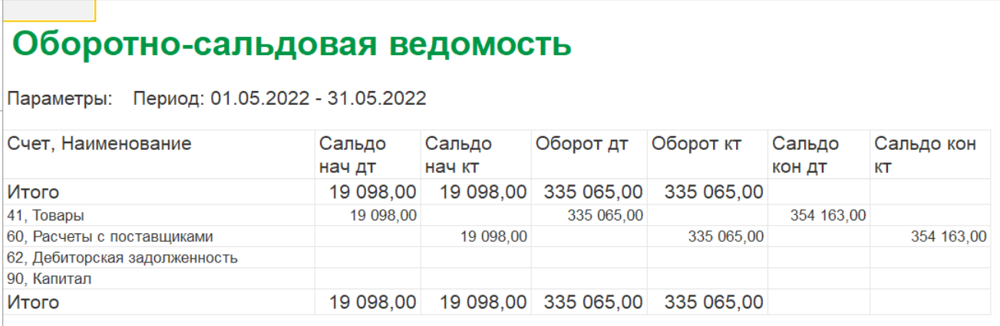 Оборотно-сальдовая ведомость
Параметры: Период: 01.05.2022 - 31.05.2022
Счет, Наименование Сальдо нач дт Сальдо нач кт Оборот дт Оборот кт Сальдо кон дт Сальдо кон кт
Итого 19 098,00 19 098,00 335 065,00 335 065,00
41, Товары 19 098,00 335 065,00 354 163,00
60, Расчеты с поставщиками 19 098,00 335 065,00 354 163,00
62, Дебиторская задолженность
90, Капитал
Итого 19 098,00 19 098,00 335 065,00 335 065,00